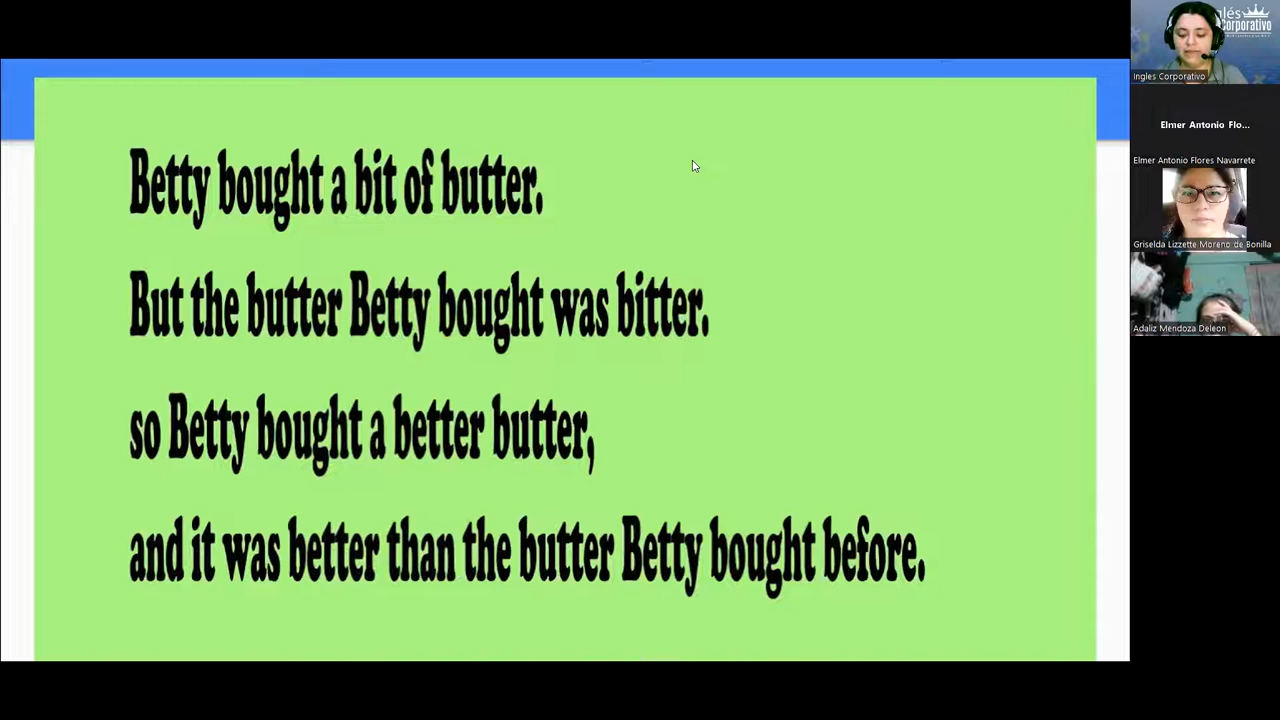 Betty bought a bit of butter.
But the butter Betty bought was bitter.
so Betty bought a better butter,
and it was better than the butter Betty bought before.
glés
Corporativo
Ingles Corporativo
Elmer Antonio Flo...
Elmer Antonio Flores Navarrete
Griselda Lizzette Moreno de Bonilla
Adaliz Mendoza Deleon